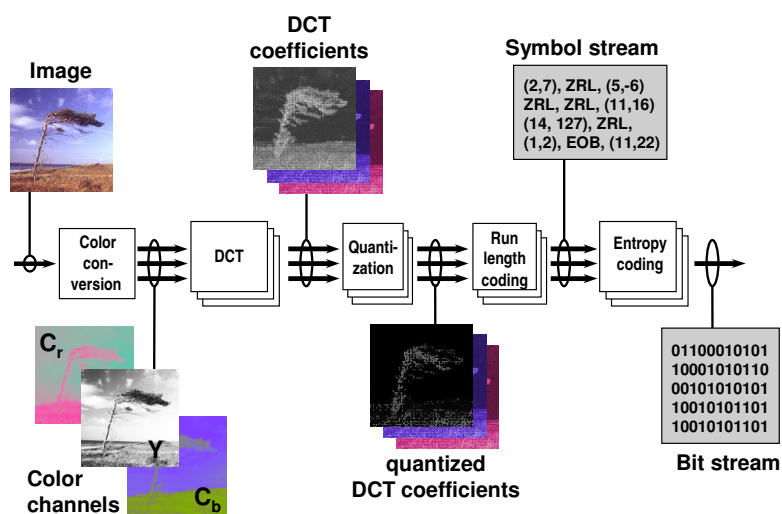 DCT
coefficients
Symbol stream
Image
(2,7), ZRL, (5,-6)
ZRL, ZRL, (11,16)
(14, 127), ZRL,
(1,2), EOB, (11,22)
Color
con-
version
DCT
Quanti-
zation
Run
length
coding
Entropy
coding
Cr
Y
Cb
Color
channels
quantized
DCT coefficients
01100010101
10001010110
00101010101
10010101101
10010101101
Bit stream